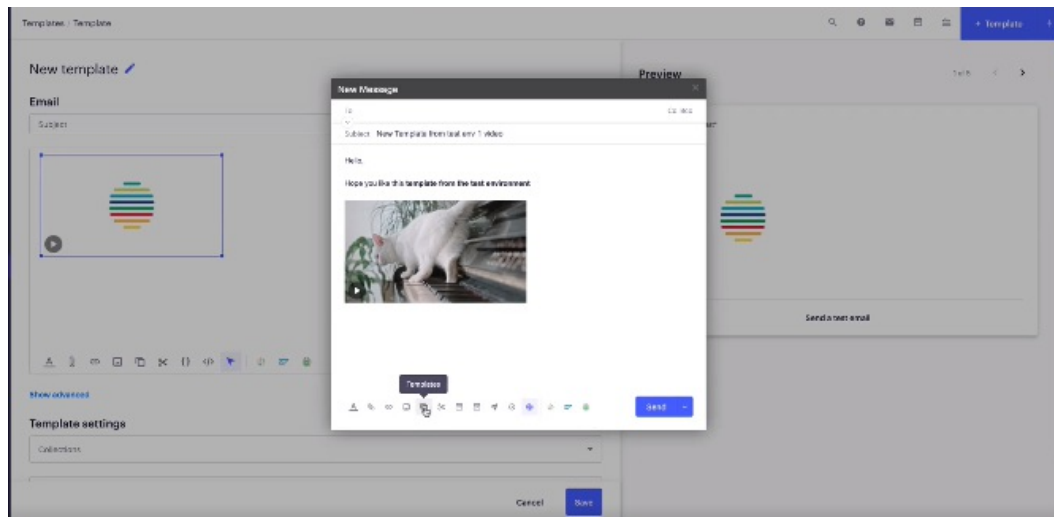 Templates / Template
+ Template
New template
Email
Subject
Show advanced
Template settings
Collections
Cancel
Save
Preview
Send a test email
New Message
To
Subject New Template from test env 1 video
Hello,
Hope you like this template from the test environment
Templates
Send